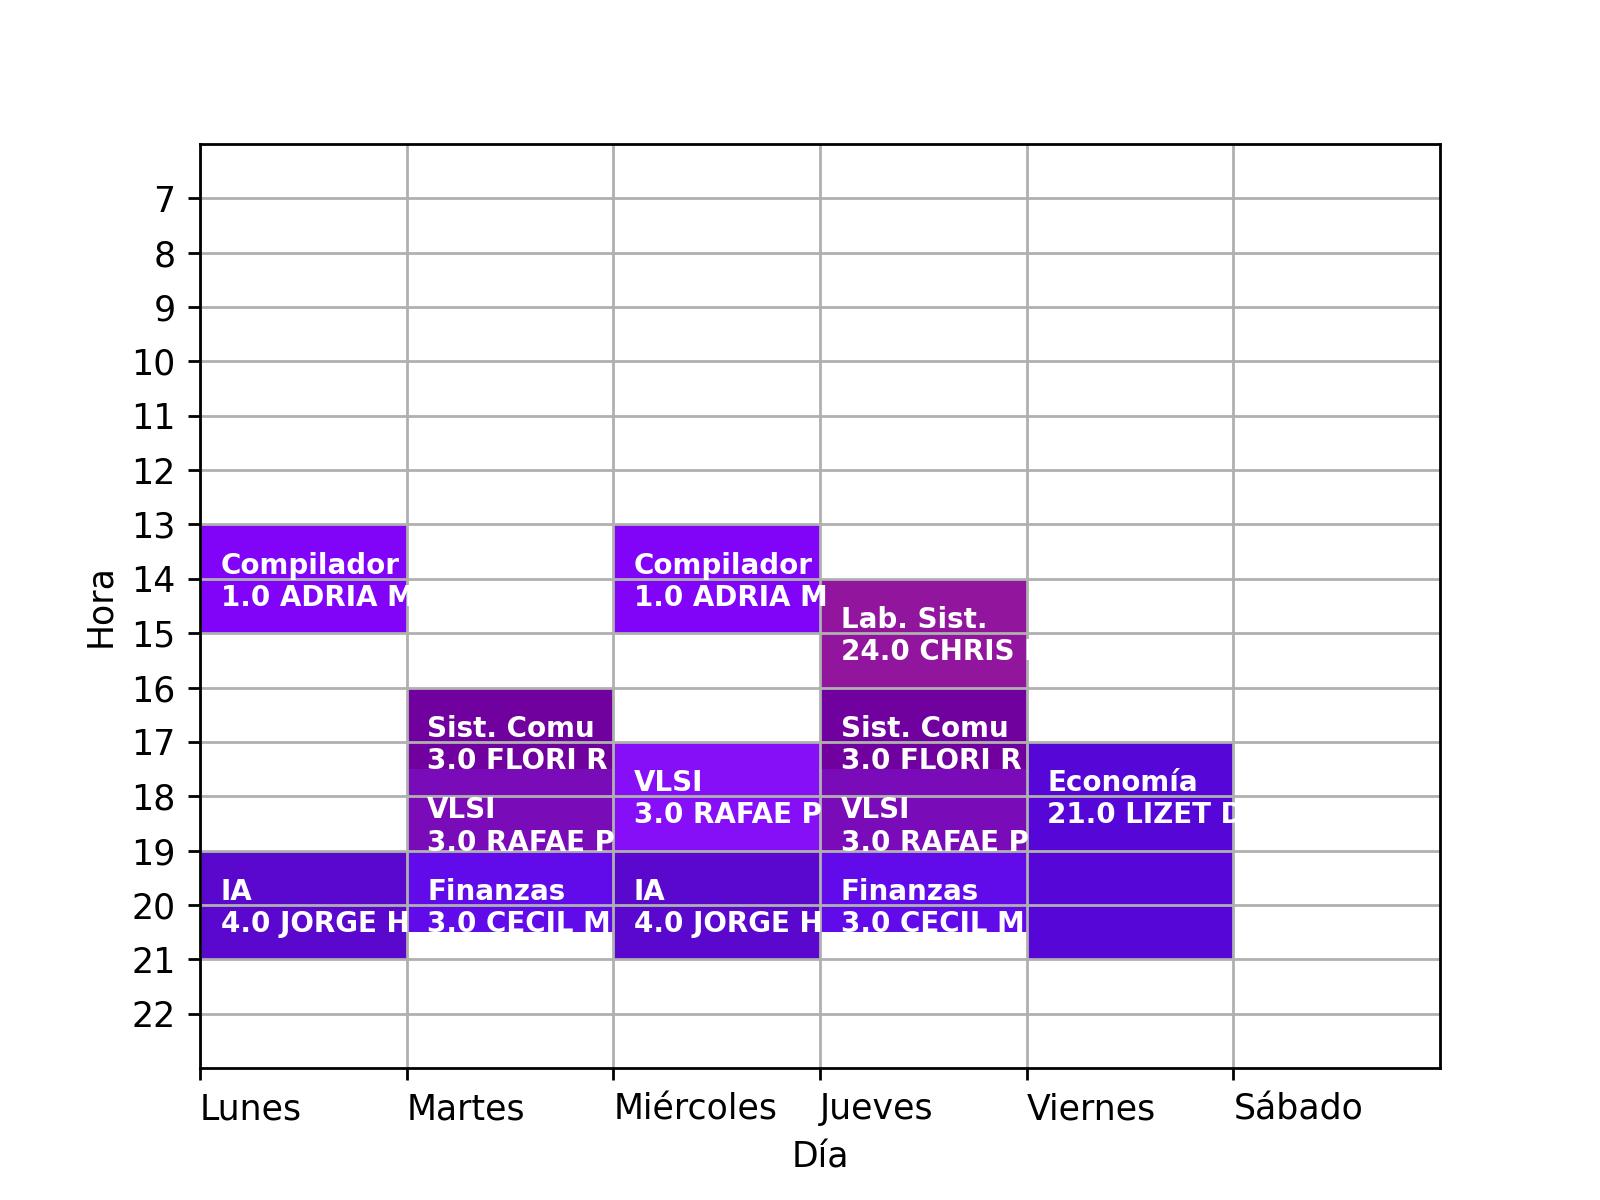 7
8
9
10
11
12
13
14
15
16
17
18
19
20
21
22
Hora
Compilador
1.0 ADRIA M
Compilador
1.0 ADRIA M
Lab. Sist.
24.0 CHRIS
Sist. Comu
3.0 FLORI R
Sist. Comu
3.0 FLORI R
VLSI
3.0 RAFAE P
VLSI
3.0 RAFAE P
VLSI
3.0 RAFAE P
Economía
21.0 LIZET D
IA
4.0 JORGE H
Finanzas
3.0 CECIL M
IA
4.0 JORGE H
Finanzas
3.0 CECIL M
Lunes
Martes
Miércoles
Jueves
Viernes
Sábado
Día